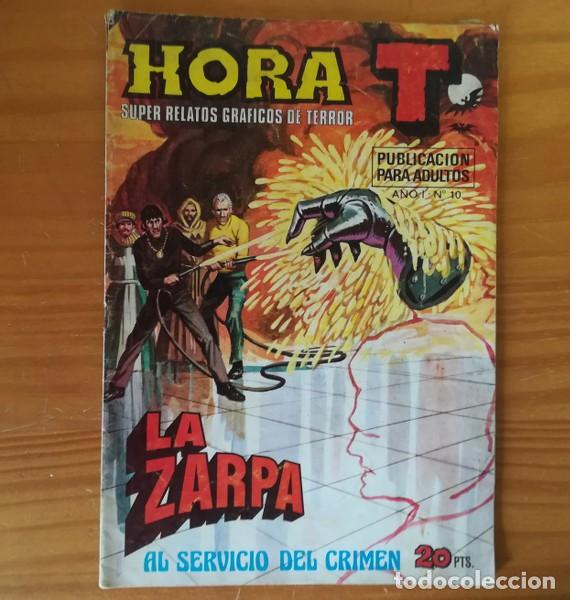 HORA T.
SUPER RELATOS GRAFICOS DE TERROR
PUBLICACION
PARA ADULTOS
AÑO I - Nº 10
LA
ZARPA
AL SERVICIO DEL CRIMEN 20 PTS.
todocoleccion